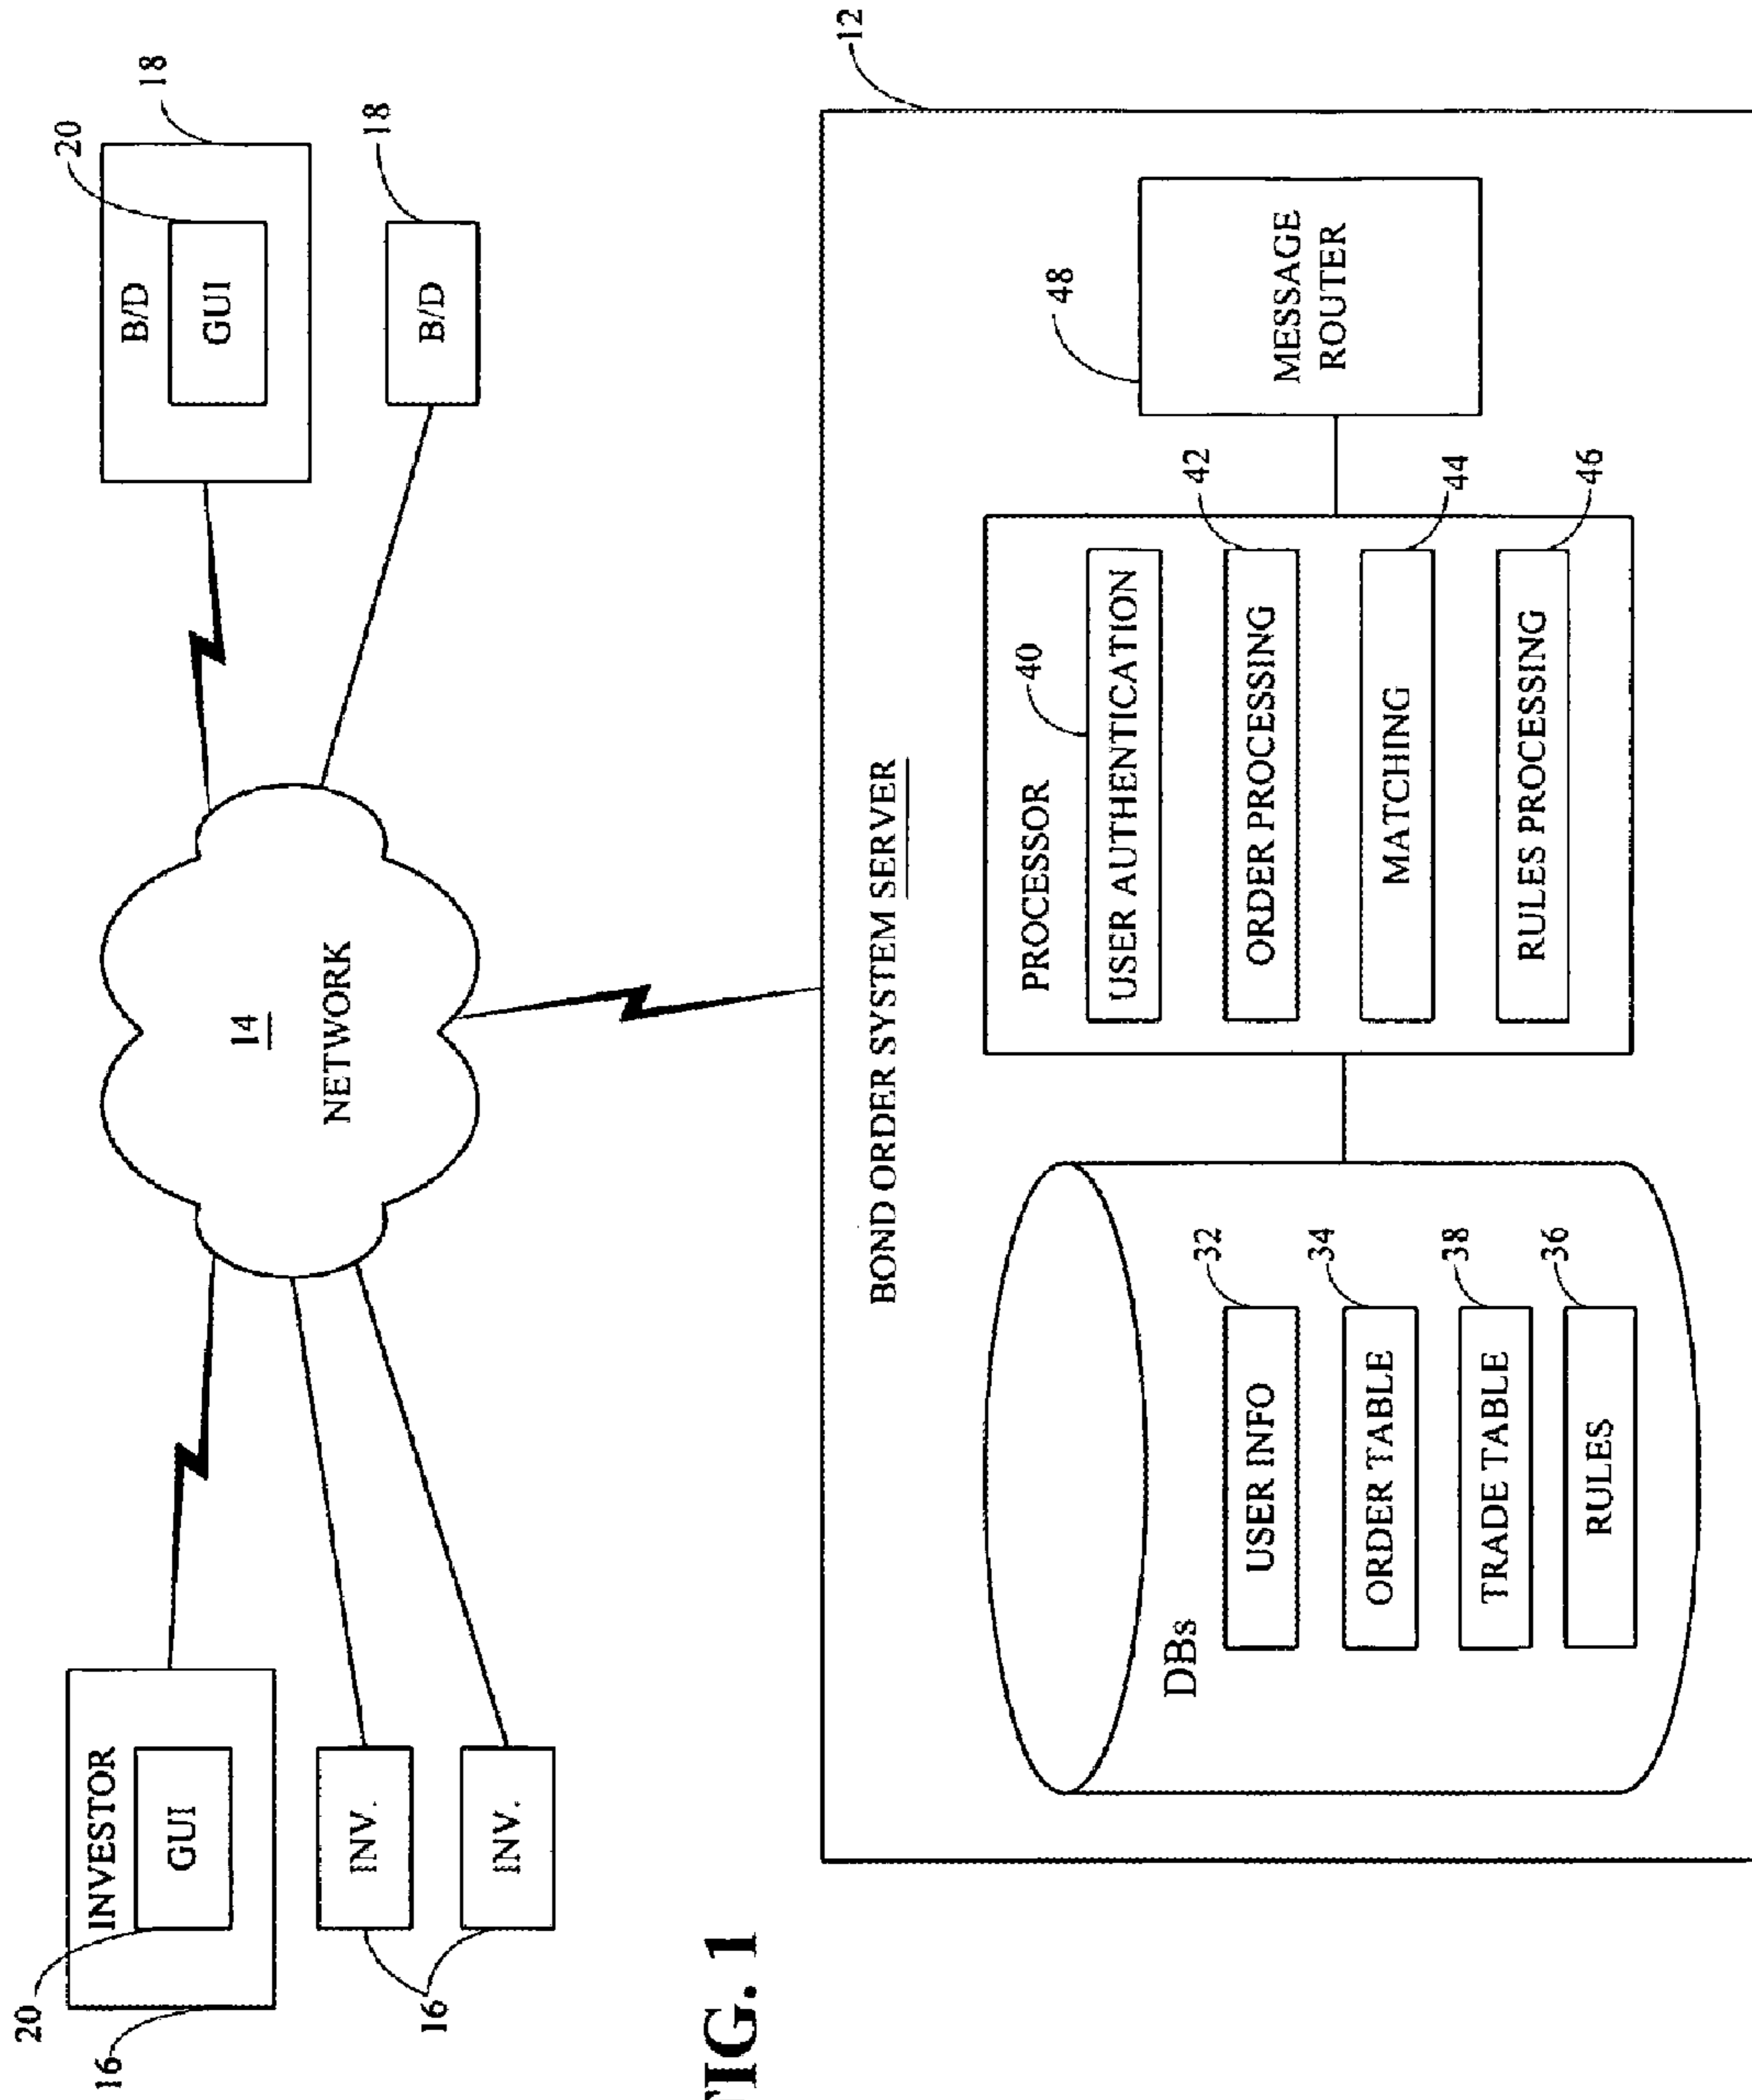 20
INVESTOR
GUI
16
INV.
INV.
16
14
NETWORK
20
B/D
GUI
18
B/D
18
FIG. 1
BOND ORDER SYSTEM SERVER
12
DBs
USER INFO
32
ORDER TABLE
34
TRADE TABLE
38
RULES
36
PROCESSOR
40
USER AUTHENTICATION
ORDER PROCESSING
42
MATCHING
44
RULES PROCESSING
46
48
MESSAGE
ROUTER